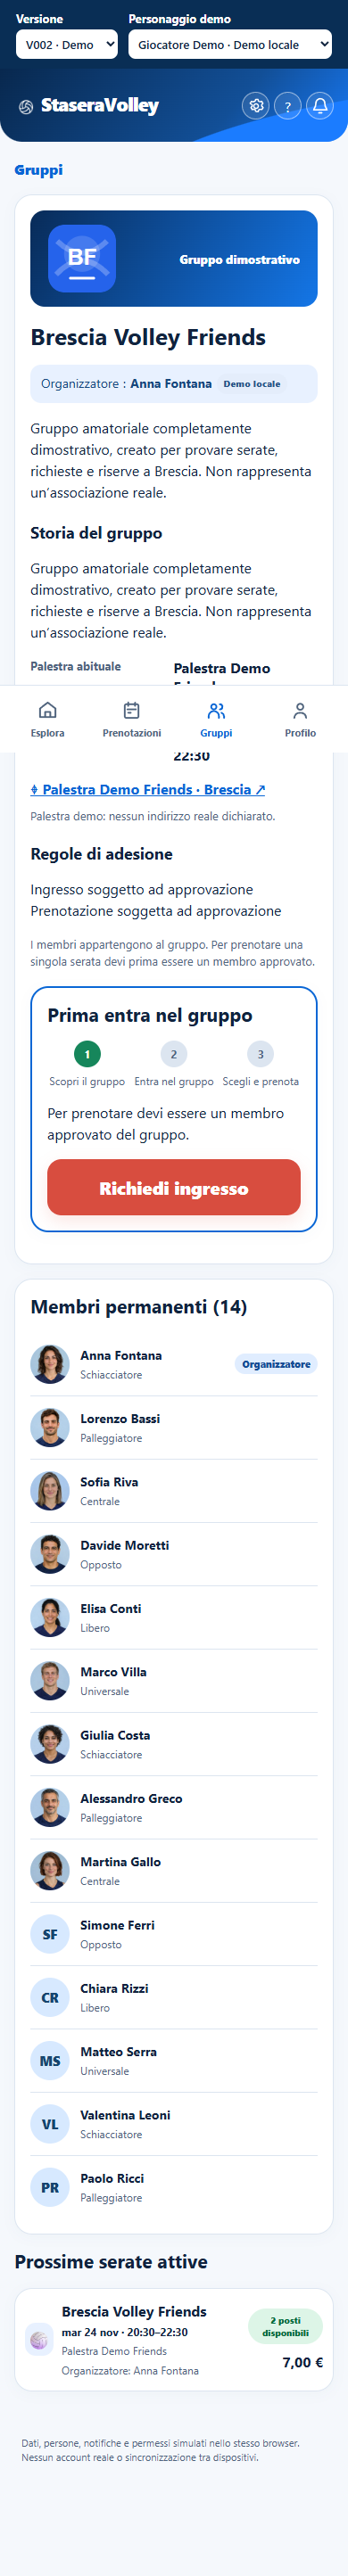 Versione
Personaggio demo
V002 · Demo
Giocatore Demo · Demo locale
StaseraVolley
?
Gruppi
BF
Gruppo dimostrativo
Brescia Volley Friends
Organizzatore : Anna Fontana Demo locale
Gruppo amatoriale completamente
dimostrativo, creato per provare serate,
richieste e riserve a Brescia. Non rappresenta
un'associazione reale.
Storia del gruppo
Gruppo amatoriale completamente
dimostrativo, creato per provare serate,
richieste e riserve a Brescia. Non rappresenta
un'associazione reale.
Palestra abituale
Palestra Demo
Esplora
Prenotazioni
Gruppi
Profilo
22:30
Palestra Demo Friends · Brescia ↗
Palestra demo: nessun indirizzo reale dichiarato.
Regole di adesione
Ingresso soggetto ad approvazione
Prenotazione soggetta ad approvazione
I membri appartengono al gruppo. Per prenotare una
singola serata devi prima essere un membro approvato.
Prima entra nel gruppo
1
2
3
Scopri il gruppo
Entra nel gruppo
Scegli e prenota
Per prenotare devi essere un membro
approvato del gruppo.
Richiedi ingresso
Membri permanenti (14)
Anna Fontana
Schiacciatore
Organizzatore
Lorenzo Bassi
Palleggiatore
Sofia Riva
Centrale
Davide Moretti
Opposto
Elisa Conti
Libero
Marco Villa
Universale
Giulia Costa
Schiacciatore
Alessandro Greco
Palleggiatore
Martina Gallo
Centrale
SF
Simone Ferri
Opposto
CR
Chiara Rizzi
Libero
MS
Matteo Serra
Universale
VL
Valentina Leoni
Schiacciatore
PR
Paolo Ricci
Palleggiatore
Prossime serate attive
Brescia Volley Friends
mar 24 nov · 20:30–22:30
Palestra Demo Friends
Organizzatore: Anna Fontana
2 posti
disponibili
7,00 €
Dati, persone, notifiche e permessi simulati nello stesso browser.
Nessun account reale o sincronizzazione tra dispositivi.